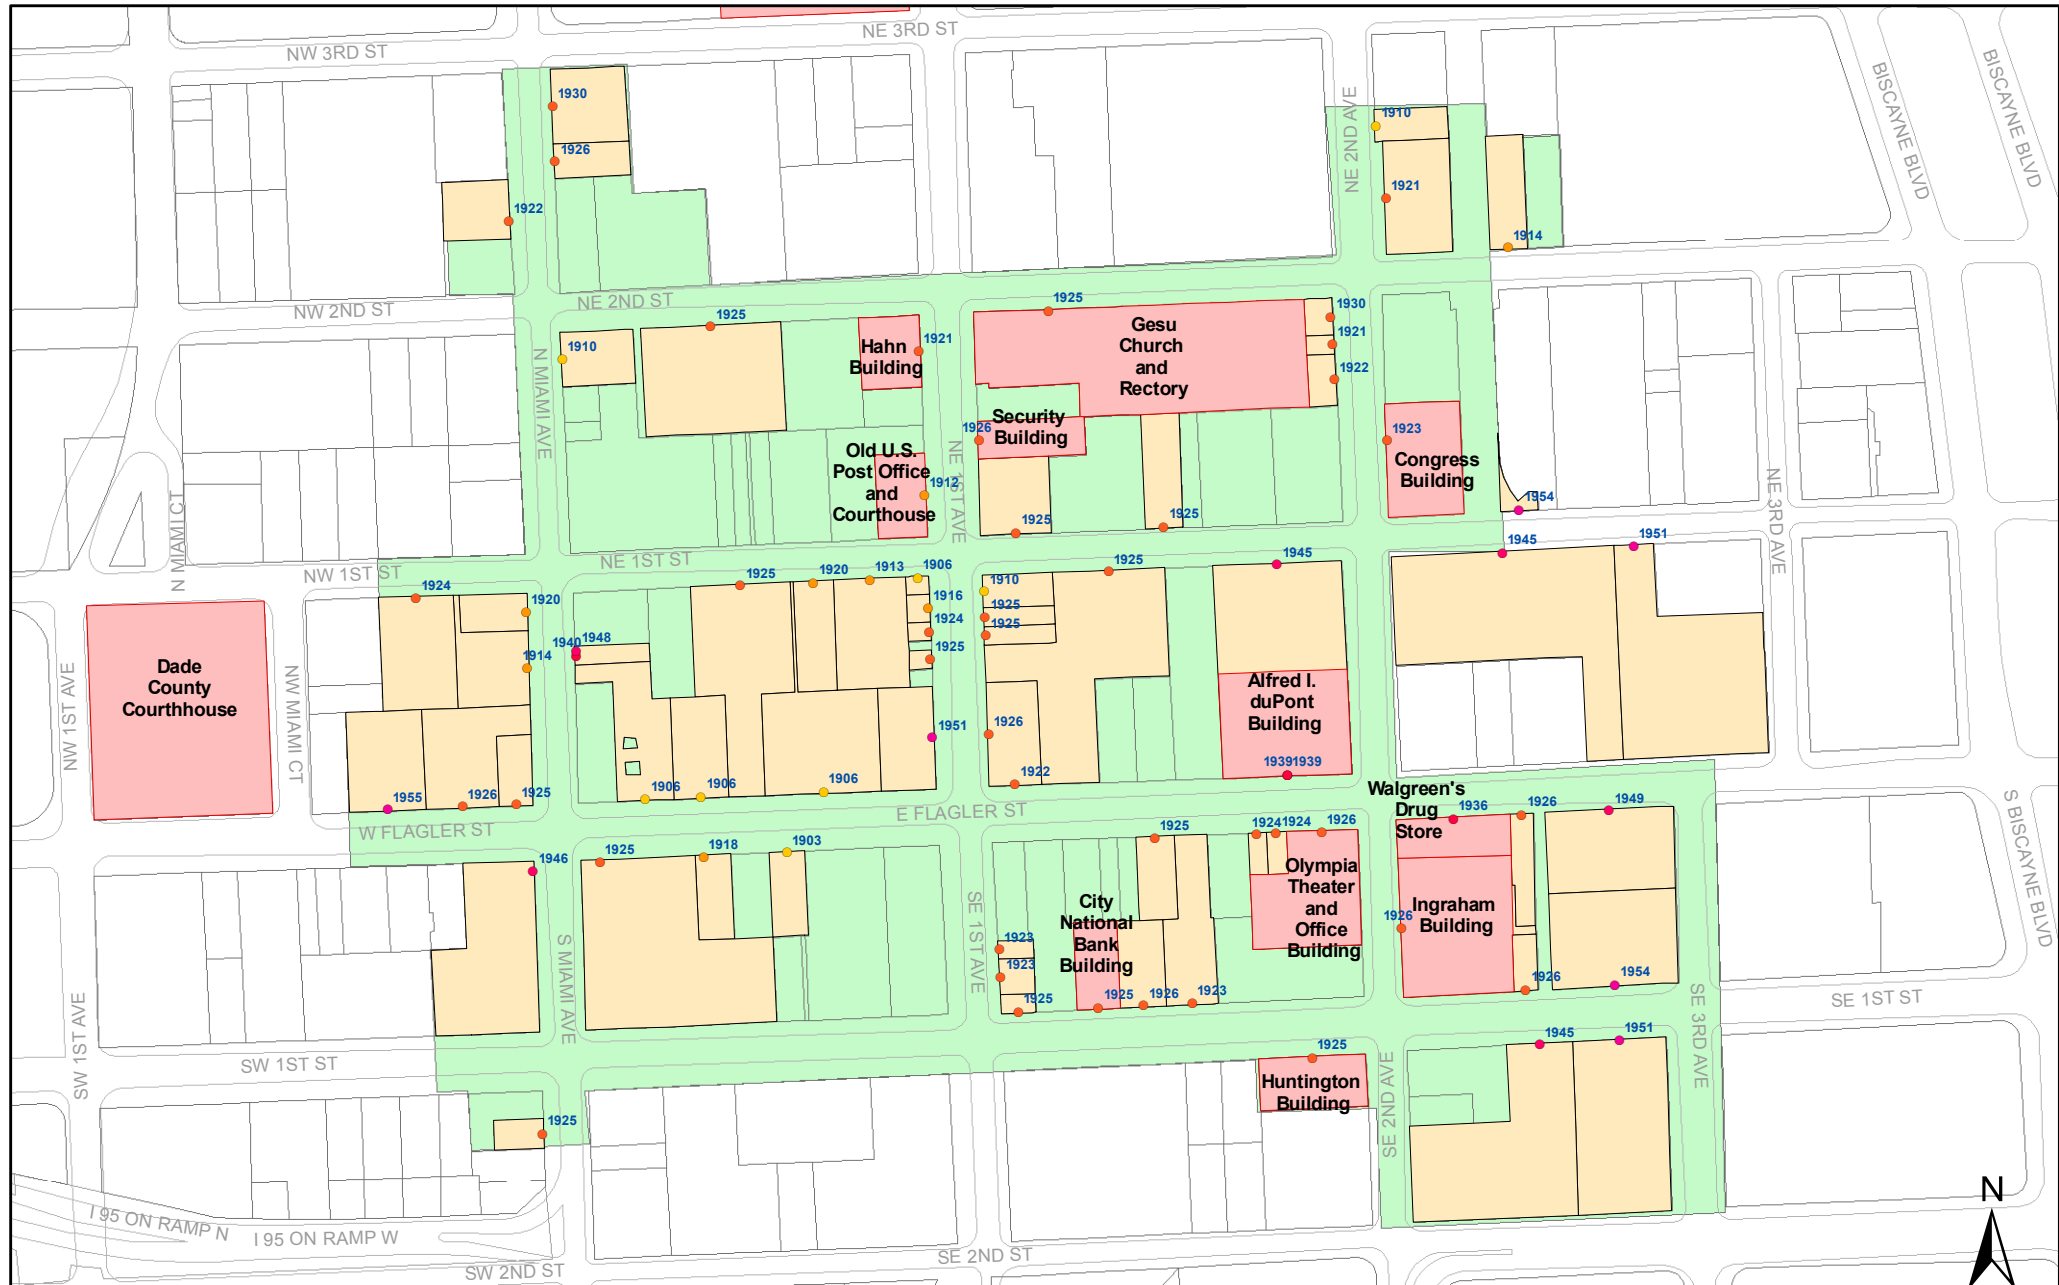 NW 3RD ST
NE 3RD ST
BISCAYNE BLVD
BISCAYNE BLVD
1930
1926
1922
NE 2ND AVE
1910
1921
1914
NW 2ND ST
NE 2ND ST
1925
1910
N MIAMI AVE
Hahn
Building
1921
1925
Gesu
Church
and
Rectory
1930
1921
1922
Security
Building
1926
Old U.S.
Post Office
and
Courthouse
1912
NE 1ST AVE
1925
1925
1923
Congress
Building
1954
NE 3RD AVE
N MIAMI CT
NW 1ST ST
NE 1ST ST
1924
1920
1914
1940
1948
1925
1920
1913
1906
1916
1924
1925
1951
1910
1925
1925
1925
1945
1945
1951
Dade
County
Courthhouse
NW 1ST AVE
NW MIAMI CT
1926
1922
Alfred I.
duPont
Building
1939
1939
1955
1926
1925
1906
1906
1906
W FLAGLER ST
E FLAGLER ST
Walgreen's
Drug
Store
1936
1926
1949
S BISCAYNE BLVD
1946
1925
1918
1903
1925
1924
1924
1926
Olympia
Theater
and
Office
Building
City
National
Bank
Building
1923
1923
1925
1925
1926
1923
1926
Ingraham
Building
1926
1954
SE 1ST AVE
S MIAMI AVE
SW 1ST AVE
SW 1ST ST
SE 1ST ST
SE 3RD AVE
1925
Huntington
Building
SE 2ND AVE
1945
1951
1925
I 95 ON RAMP N
I 95 ON RAMP W
SW 2ND ST
SE 2ND ST
N